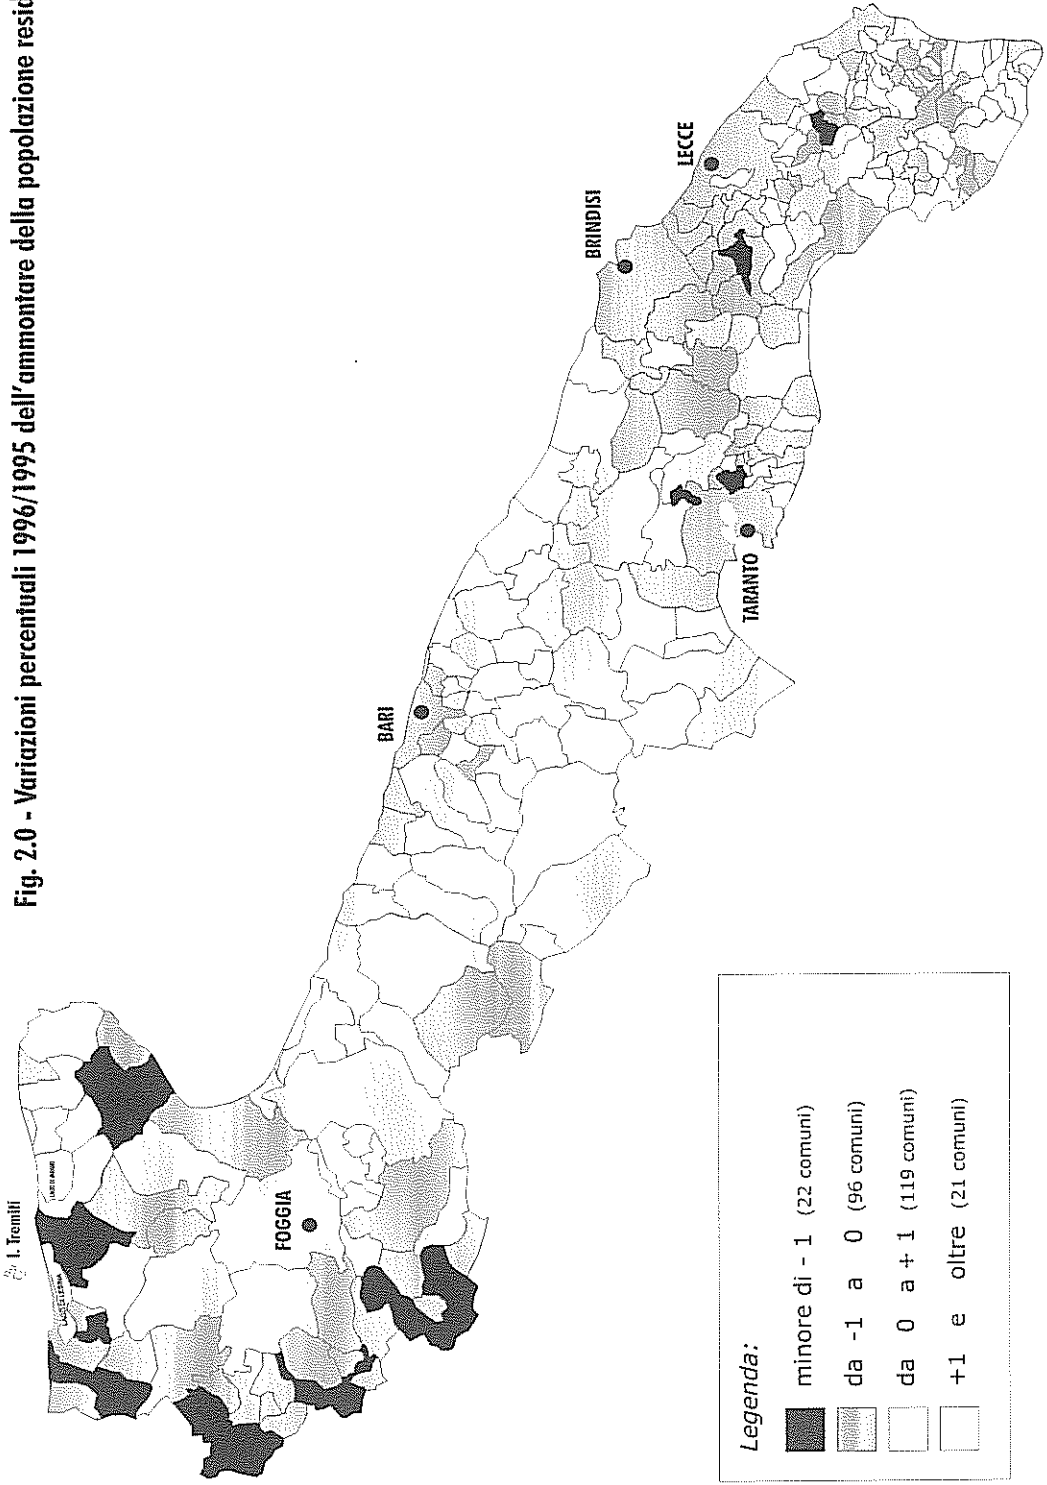 Fig. 2.0 - Variazioni percentuali 1996/1995 dell'ammontare della popolazione resid
I. Tremiti
FOGGIA
BARI
BRINDISI
LECCE
TARANTO
Legenda:
minore di - 1 (22 comuni)
da -1 a 0 (96 comuni)
da 0 a + 1 (119 comuni)
+1 e oltre (21 comuni)